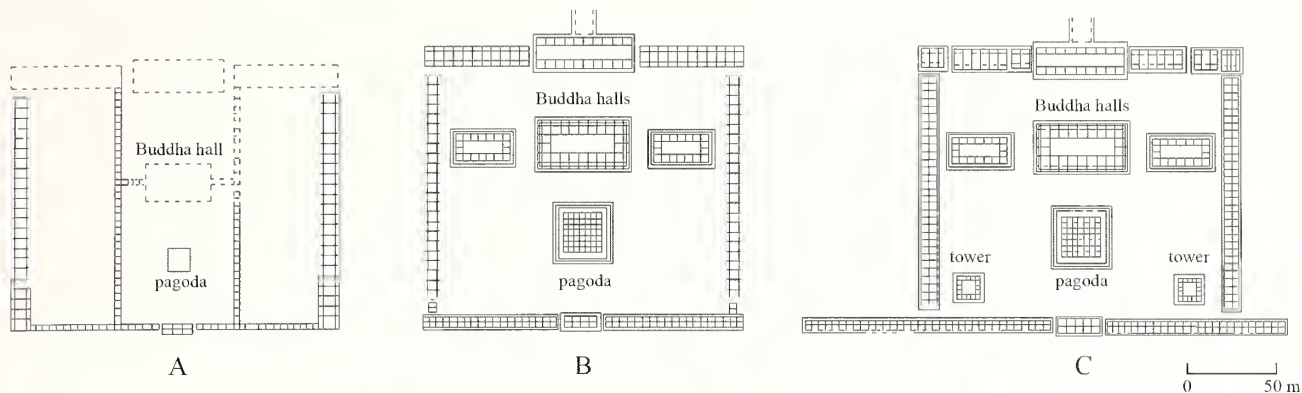 Buddha hall
pagoda
A
Buddha halls
pagoda
B
Buddha halls
tower
tower
pagoda
C
0 50 m